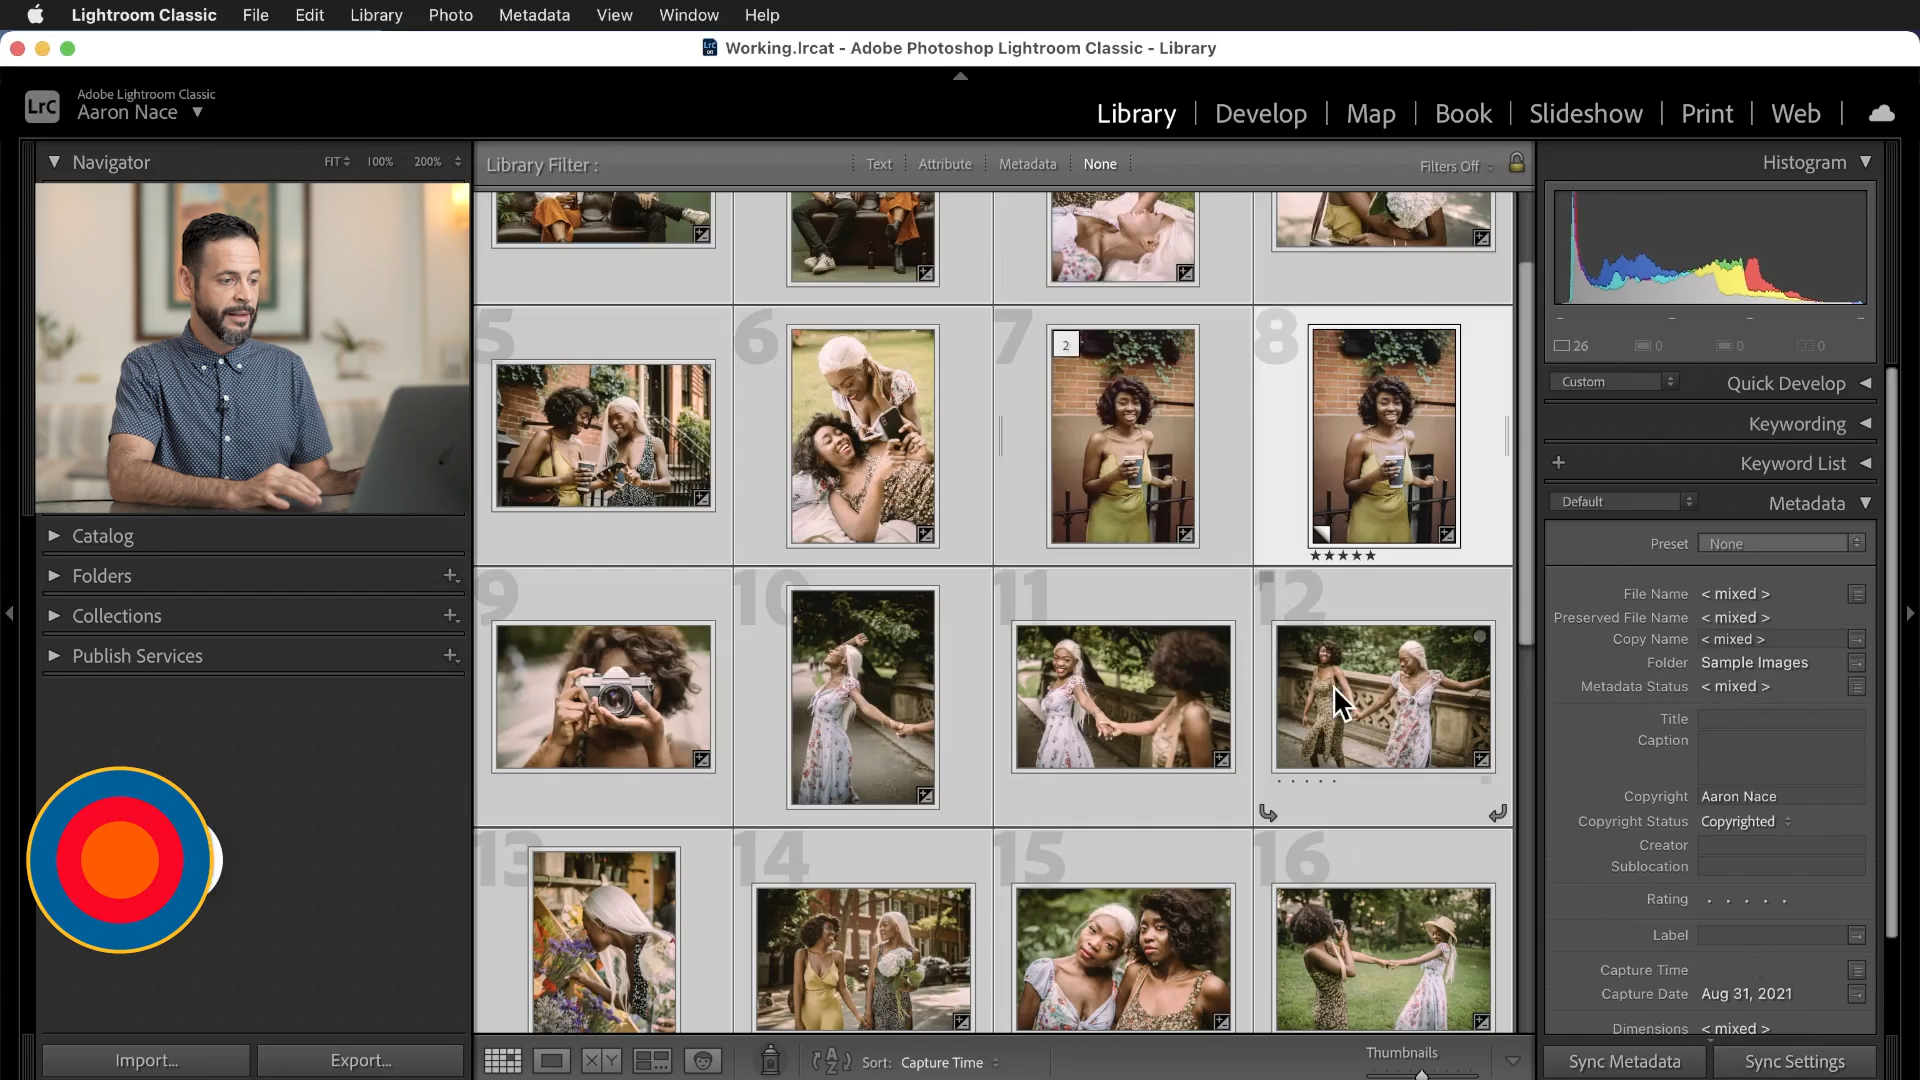 Lightroom Classic File Edit Library Photo Metadata View Window Help
Lrc Working.lrcat - Adobe Photoshop Lightroom Classic - Library
LrC Adobe Lightroom Classic
Aaron Nace
Library | Develop | Map | Book | Slideshow | Print | Web |
Navigator FIT 100% 200%
Library Filter : Text Attribute Metadata None Filters Off
Histogram
26 0 0 0
Custom Quick Develop
Keywording
+ Keyword List
Default Metadata
Preset None
File Name < mixed >
Preserved File Name < mixed >
Copy Name < mixed >
Folder Sample Images
Metadata Status < mixed >
Title
Caption
Copyright Aaron Nace
Copyright Status Copyrighted
Creator
Sublocation
Rating . . . . .
Label
Capture Time
Capture Date Aug 31, 2021
Dimensions < mixed >
Sync Metadata Sync Settings
5 6 7 8
2
★★★★★
9 10 11 12
13 14 15 16
Catalog
Folders +
Collections +
Publish Services +
Import... Export...
X Y
A Z
Sort: Capture Time
Thumbnails